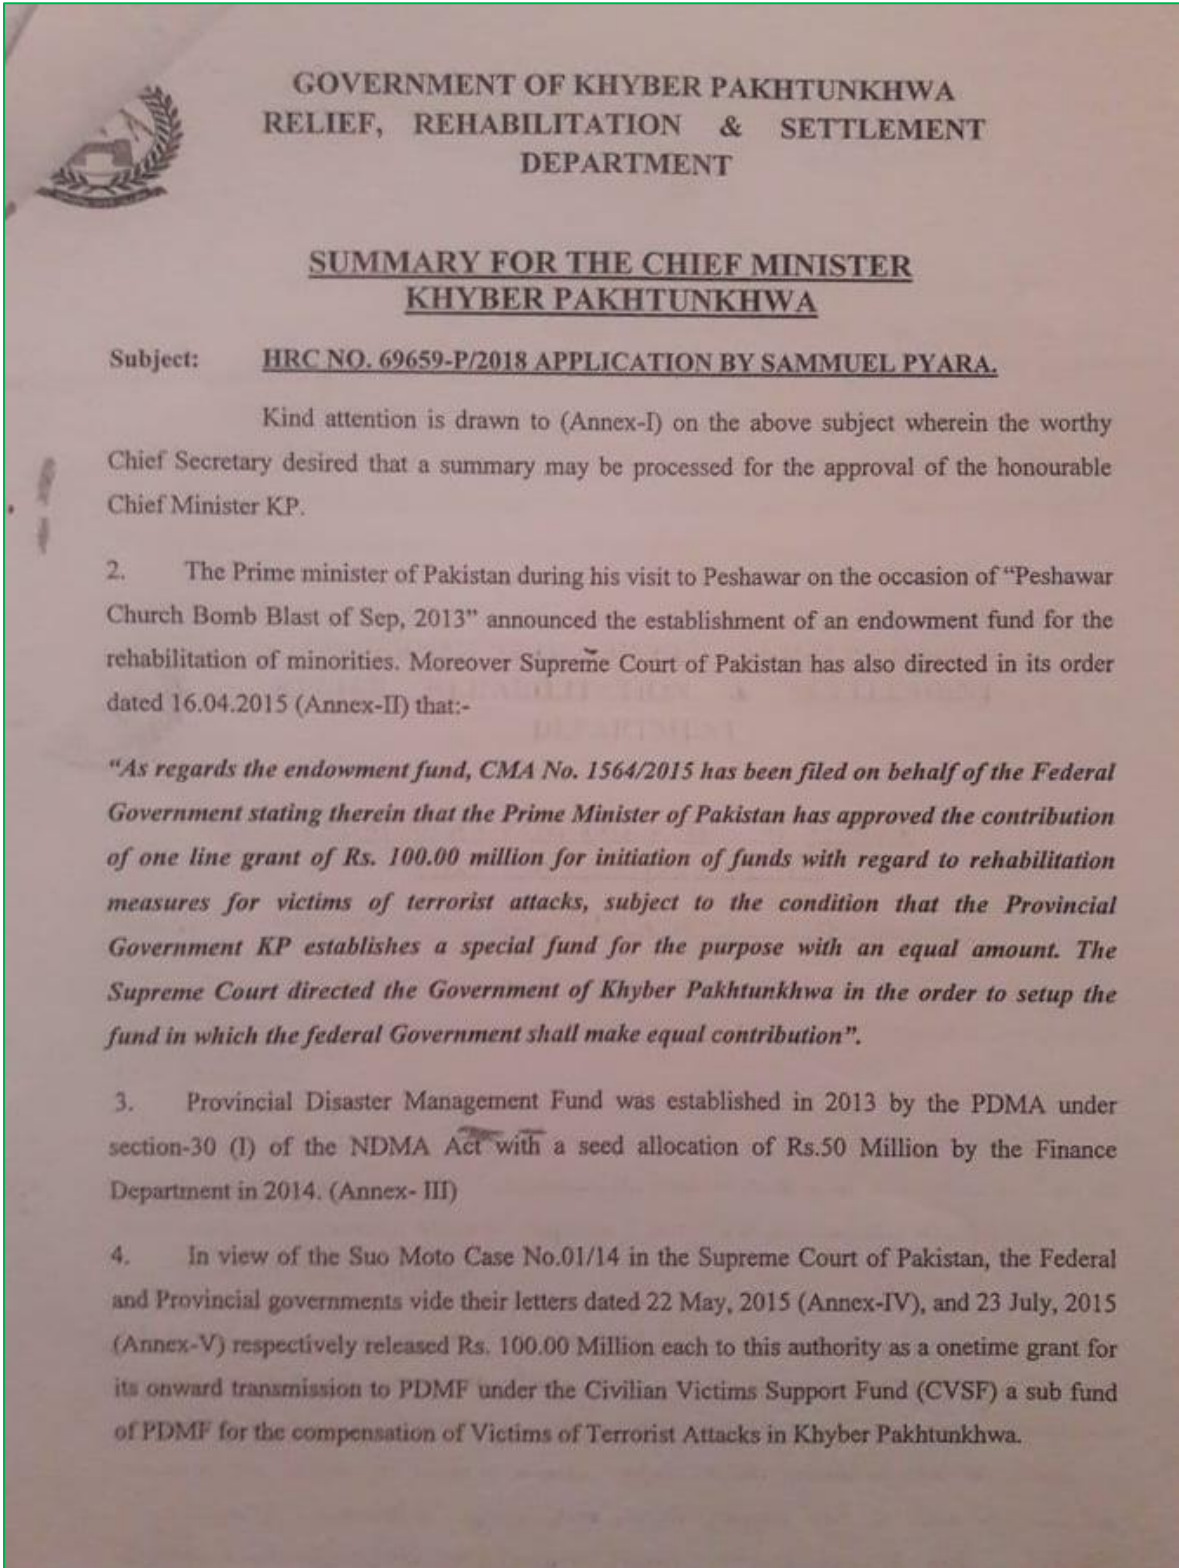 GOVERNMENT OF KHYBER PAKHTUNKHWA
RELIEF, REHABILITATION & SETTLEMENT
DEPARTMENT
SUMMARY FOR THE CHIEF MINISTER
KHYBER PAKHTUNKHWA
Subject: HRC NO. 69659-P/2018 APPLICATION BY SAMMUEL PYARA.
Kind attention is drawn to (Annex-I) on the above subject wherein the worthy
Chief Secretary desired that a summary may be processed for the approval of the honourable
Chief Minister KP.
2. The Prime minister of Pakistan during his visit to Peshawar on the occasion of “Peshawar
Church Bomb Blast of Sep, 2013” announced the establishment of an endowment fund for the
rehabilitation of minorities. Moreover Supreme Court of Pakistan has also directed in its order
dated 16.04.2015 (Annex-II) that:-
“As regards the endowment fund, CMA No. 1564/2015 has been filed on behalf of the Federal
Government stating therein that the Prime Minister of Pakistan has approved the contribution
of one line grant of Rs. 100.00 million for initiation of funds with regard to rehabilitation
measures for victims of terrorist attacks, subject to the condition that the Provincial
Government KP establishes a special fund for the purpose with an equal amount. The
Supreme Court directed the Government of Khyber Pakhtunkhwa in the order to setup the
fund in which the federal Government shall make equal contribution”.
3. Provincial Disaster Management Fund was established in 2013 by the PDMA under
section-30 (I) of the NDMA Act with a seed allocation of Rs.50 Million by the Finance
Department in 2014. (Annex- III)
4. In view of the Suo Moto Case No.01/14 in the Supreme Court of Pakistan, the Federal
and Provincial governments vide their letters dated 22 May, 2015 (Annex-IV), and 23 July, 2015
(Annex-V) respectively released Rs. 100.00 Million each to this authority as a onetime grant for
its onward transmission to PDMF under the Civilian Victims Support Fund (CVSF) a sub fund
of PDMF for the compensation of Victims of Terrorist Attacks in Khyber Pakhtunkhwa.